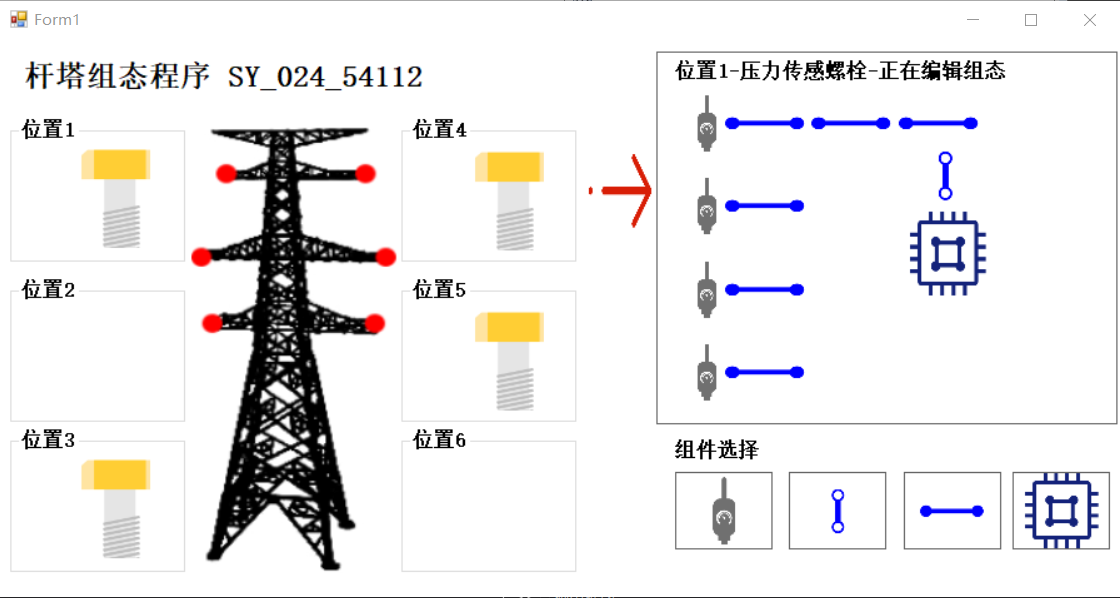 Form1
杆塔组态程序 SY_024_54112
位置1
位置2
位置3
位置4
位置5
位置6
位置1-压力传感螺栓-正在编辑组态
组件选择